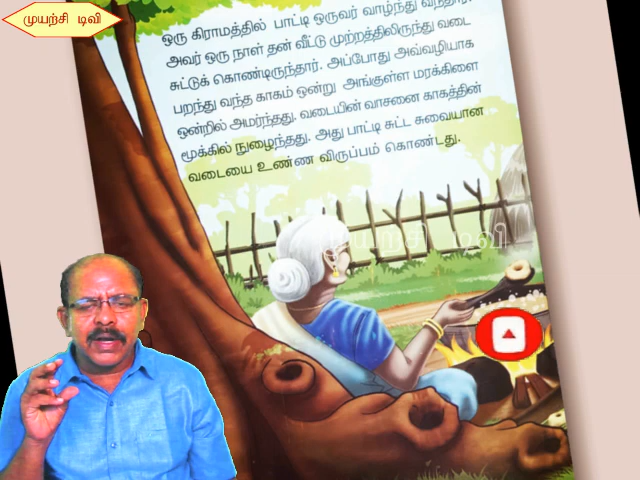 முயற்சி டிவி
ஒரு கிராமத்தில் பாட்டி ஒருவர் வாழ்ந்து வந்தார்.
அவர் ஒரு நாள் தன் வீட்டு முற்றத்திலிருந்து வடை
சுட்டுக் கொண்டிருந்தார். அப்போது அவ்வழியாக
பறந்து வந்த காகம் ஒன்று அங்குள்ள மரக்கிளை
ஒன்றில் அமர்ந்தது. வடையின் வாசனை காகத்தின்
மூக்கில் நுழைந்தது. அது பாட்டி சுட்ட சுவையான
வடையை உண்ண விருப்பம் கொண்டது.
முயற்சி டிவி